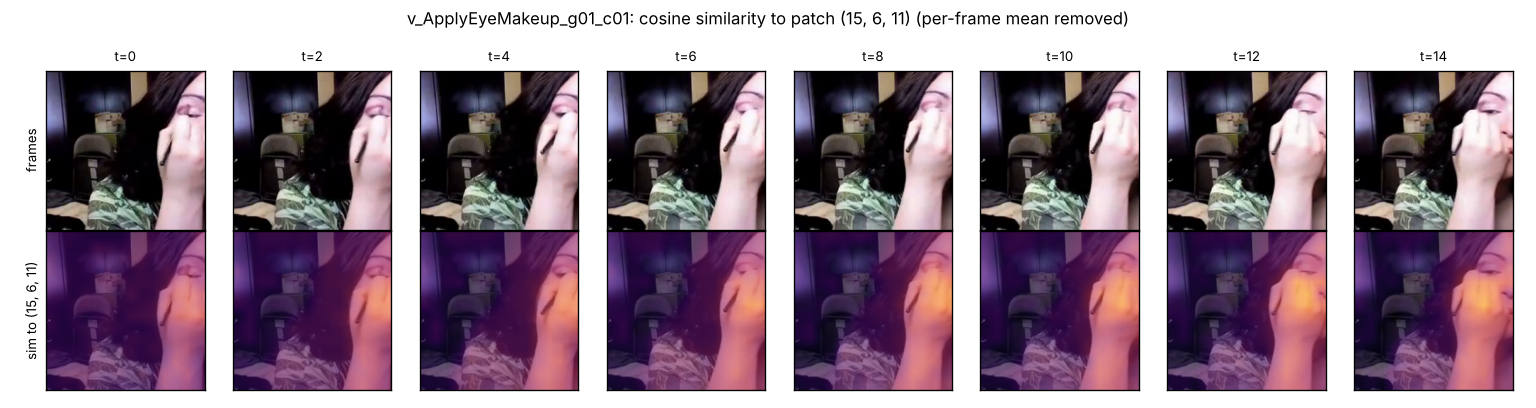 v_ApplyEyeMakeup_g01_c01: cosine similarity to patch (15, 6, 11) (per-frame mean removed)
t=0 t=2 t=4 t=6 t=8 t=10 t=12 t=14
frames
sim to (15, 6, 11)